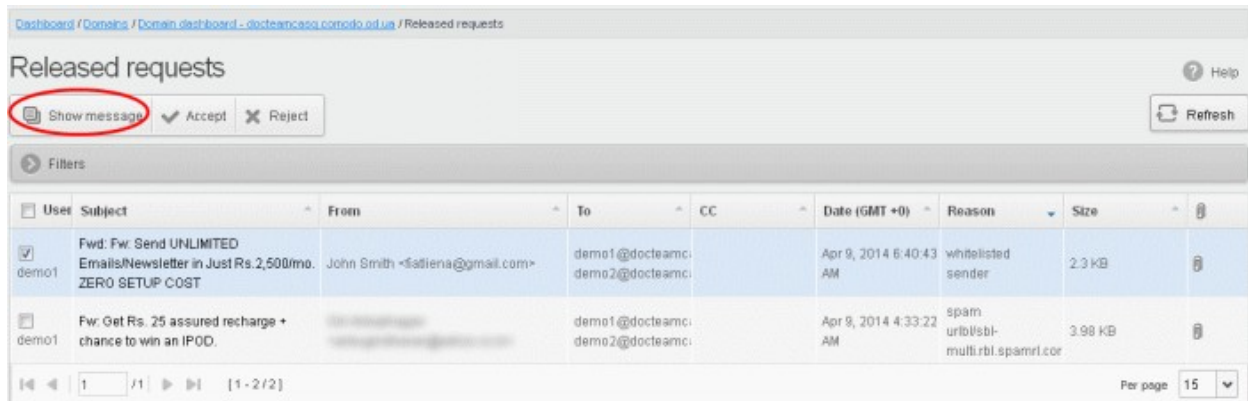 Dashboard / Domains / Domain dashboard - docteamcasg.comodo.od.ua / Released requests
Released requests
Help
Show message Accept Reject
Refresh
Filters
User Subject From To CC Date (GMT +0) Reason Size
demo1
Fwd: Fw: Send UNLIMITED
Emails/Newsletter in Just Rs.2,500/mo.
ZERO SETUP COST
John Smith <fiatliena@gmail.com>
demo1@docteamc
demo2@docteamc
Apr 9, 2014 6:40:43
AM
whitelisted
sender
2.3 KB
demo1
Fw: Get Rs. 25 assured recharge +
chance to win an IPOD.
demo1@docteamc
demo2@docteamc
Apr 9, 2014 4:33:22
AM
spam
urlbl/sbl-
multi.rbl.spamrl.cor
3.98 KB
1 /1 [1 - 2 / 2]
Per page 15